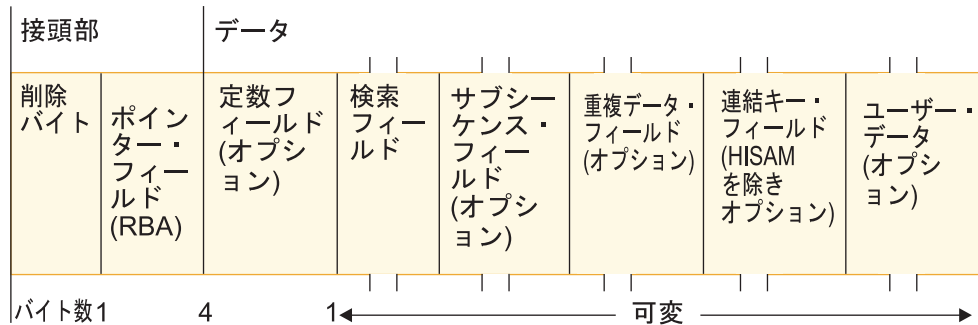 接頭部
データ
削除
バイト
ポイン
ター・
フィー
ルド
(RBA)
定数フ
ィールド
(オプシ
ョン)
検索
フィー
ルド
サブシー
ケンス・
フィー
ルド
(オプシ
ョン)
重複データ・
フィールド
(オプション)
連結キー・
フィールド
(HISAM
を除き
オプション)
ユーザー・
データ
(オプシ
ョン)
バイト数1 4 1 可変